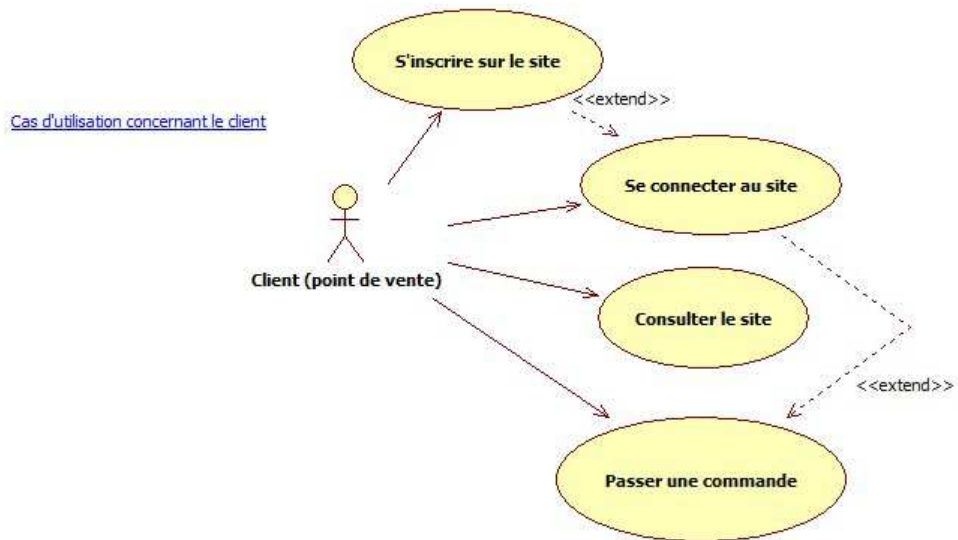 S'inscrire sur le site
<<extend>>
Cas d'utilisation concernant le client
Se connecter au site
Client (point de vente)
Consulter le site
<<extend>>
Passer une commande